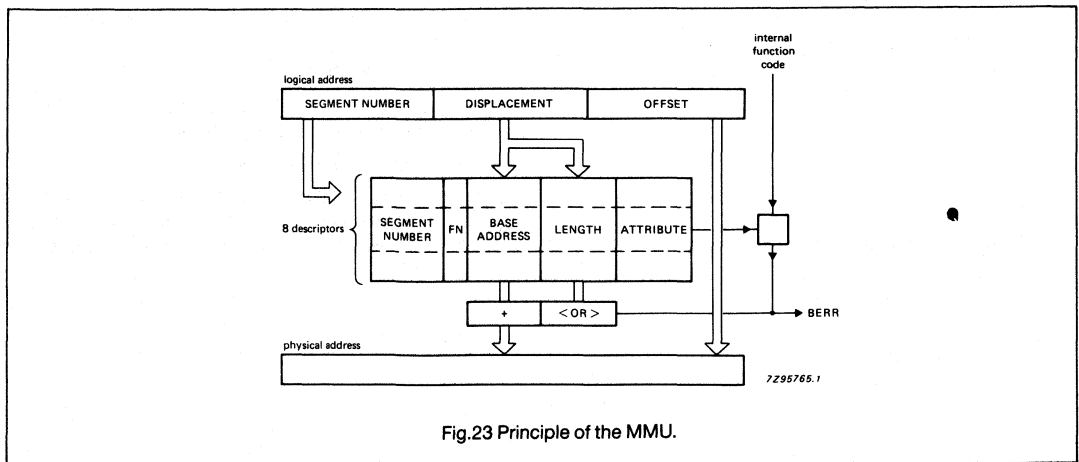 internal
function
code
logical address
SEGMENT NUMBER DISPLACEMENT OFFSET
8 descriptors
SEGMENT
NUMBER
FN
BASE
ADDRESS
LENGTH
ATTRIBUTE
+
< OR >
BERR
physical address
7Z95765.1
Fig.23 Principle of the MMU.